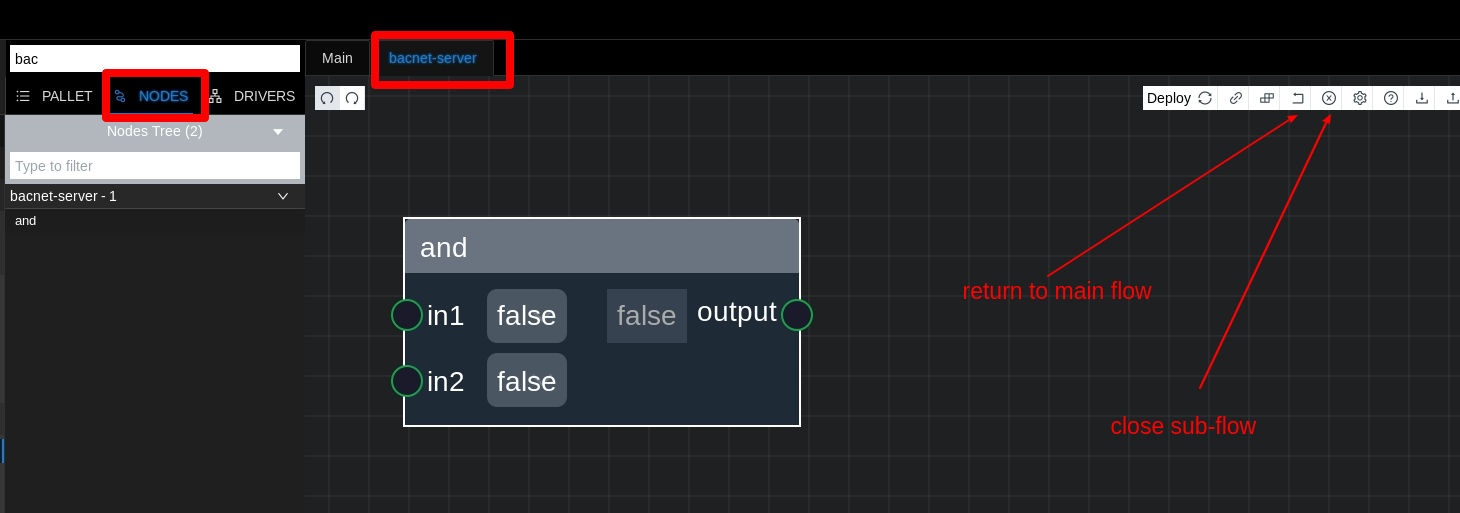 bac
Main
bacnet-server
PALLET
NODES
DRIVERS
Deploy
Nodes Tree (2)
Type to filter
bacnet-server - 1
and
and
in1 false false output
in2 false
return to main flow
close sub-flow